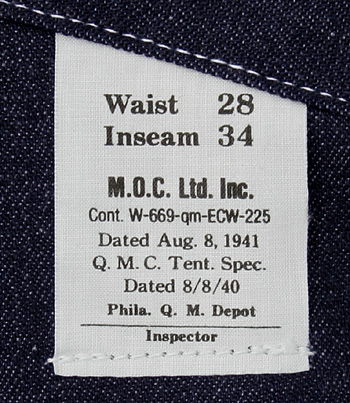 Waist 28
Inseam 34
M.O.C. Ltd. Inc.
Cont. W-669-qm-ECW-225
Dated Aug. 8, 1941
Q. M. C. Tent. Spec.
Dated 8/8/40
Phila. Q. M. Depot
Inspector